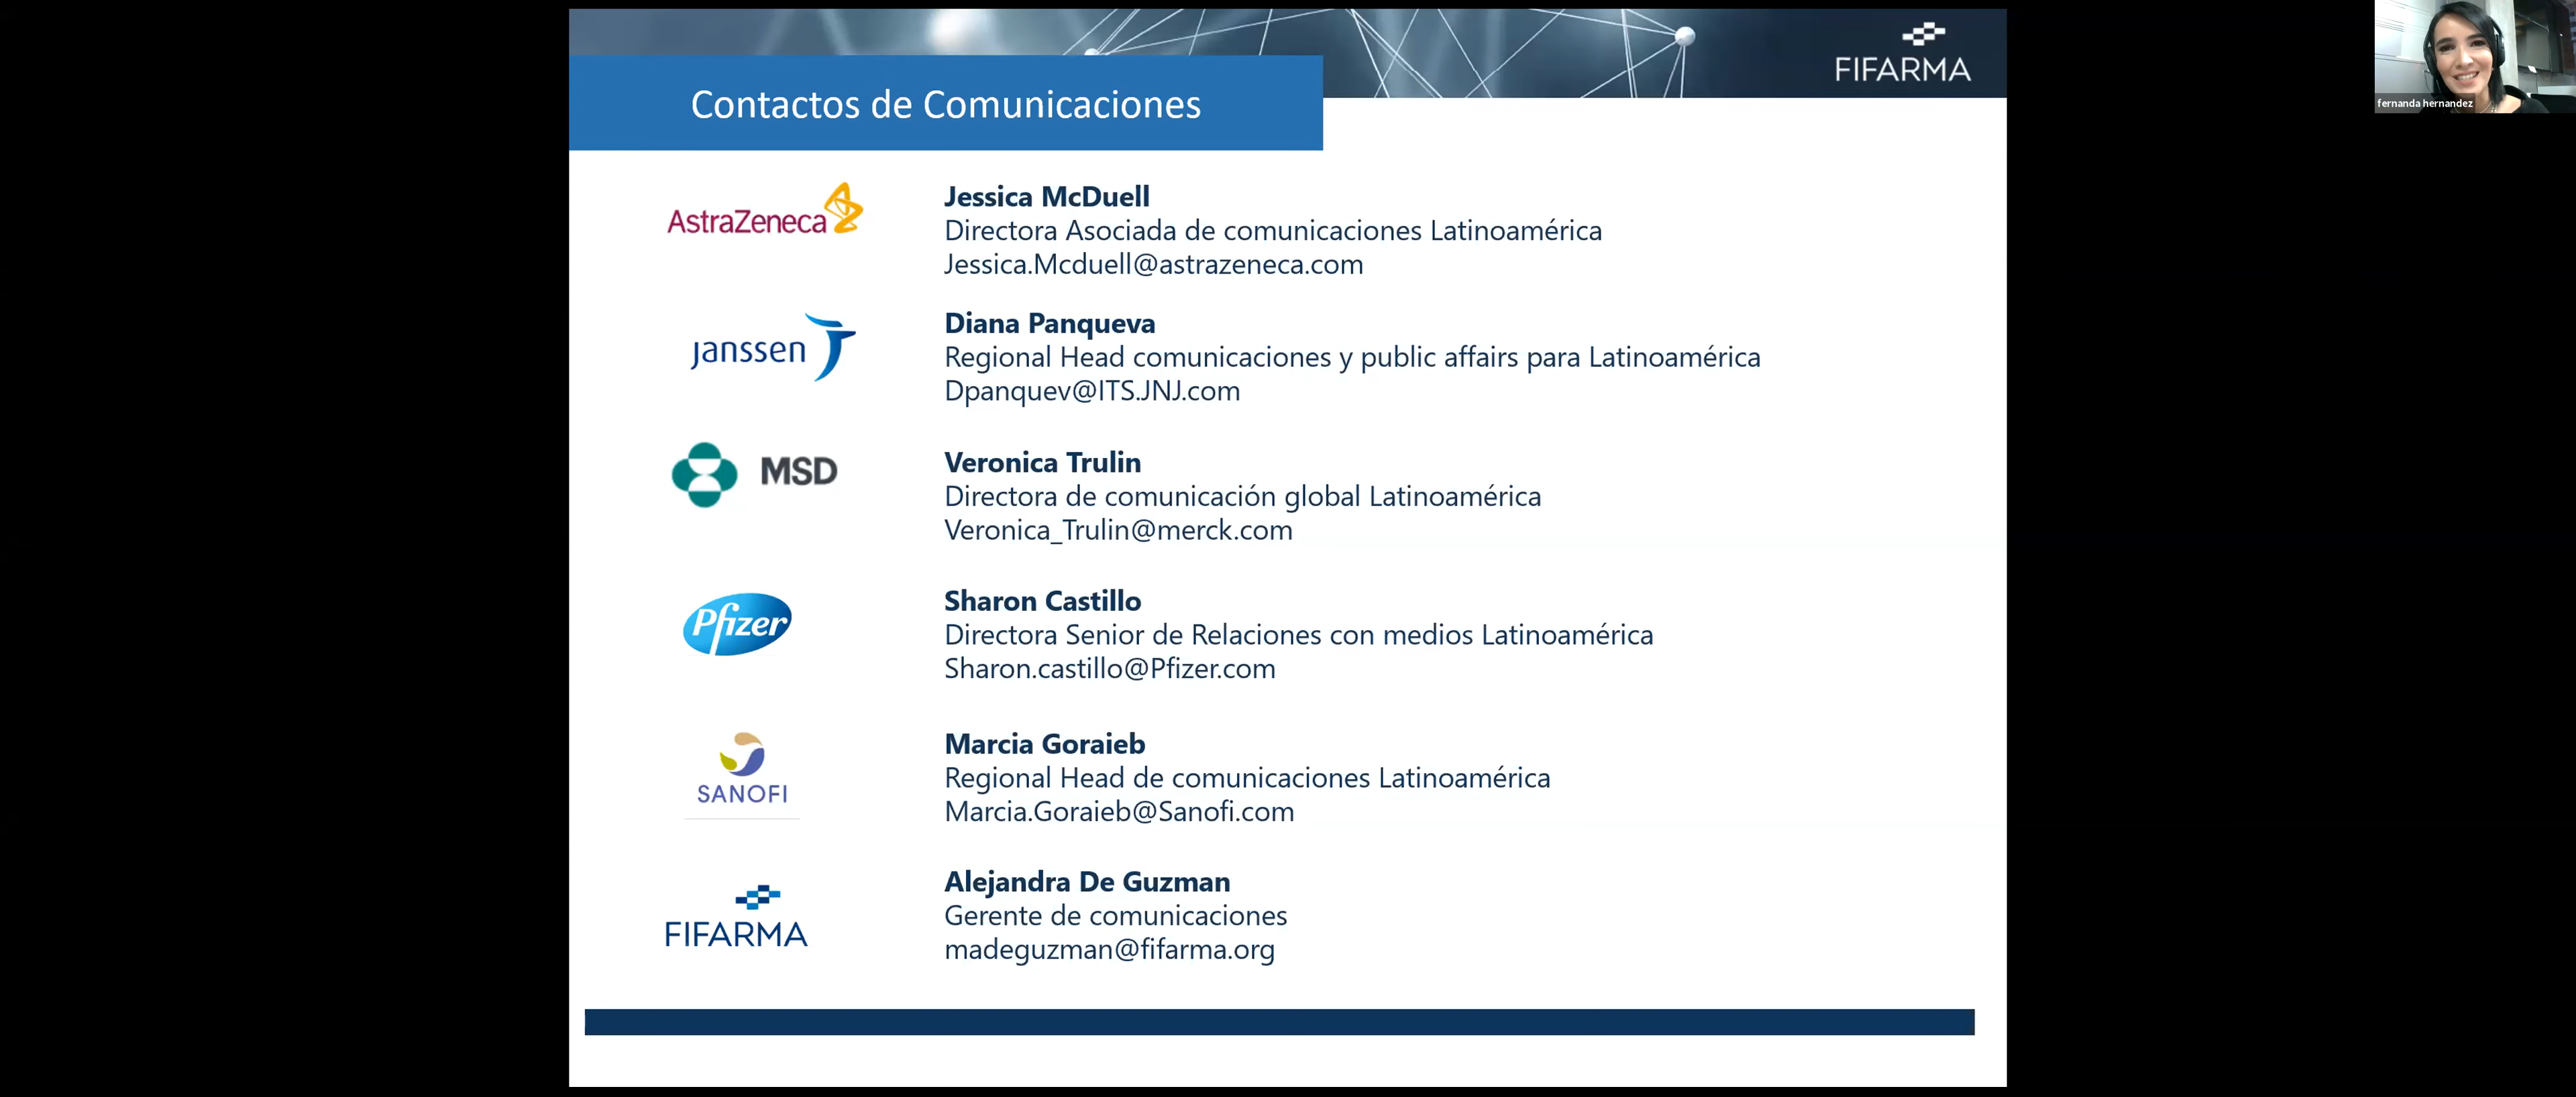 FIFARMA
fernanda hernandez
Contactos de Comunicaciones
AstraZeneca
Jessica McDuell
Directora Asociada de comunicaciones Latinoamérica
Jessica.Mcduell@astrazeneca.com
janssen
Diana Panqueva
Regional Head comunicaciones y public affairs para Latinoamérica
Dpanquev@ITS.JNJ.com
MSD
Veronica Trulin
Directora de comunicación global Latinoamérica
Veronica_Trulin@merck.com
Pfizer
Sharon Castillo
Directora Senior de Relaciones con medios Latinoamérica
Sharon.castillo@Pfizer.com
SANOFI
Marcia Goraieb
Regional Head de comunicaciones Latinoamérica
Marcia.Goraieb@Sanofi.com
FIFARMA
Alejandra De Guzman
Gerente de comunicaciones
madeguzman@fifarma.org